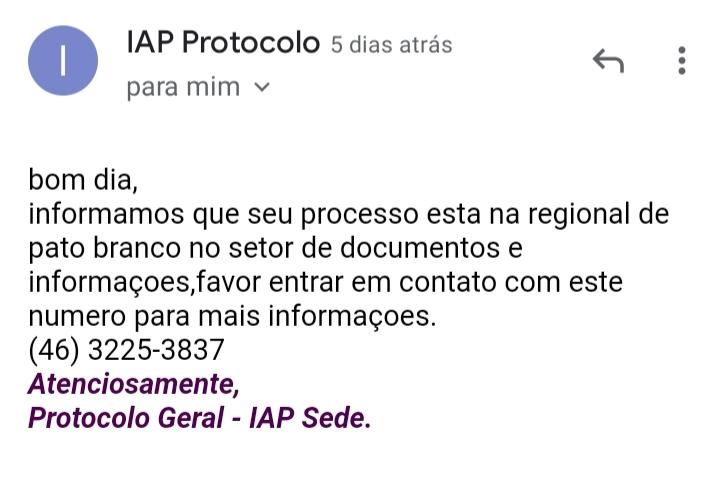 I
IAP Protocolo 5 dias atrás
para mim
bom dia,
informamos que seu processo esta na regional de
pato branco no setor de documentos e
informaçoes,favor entrar em contato com este
numero para mais informaçoes.
(46) 3225-3837
Atenciosamente,
Protocolo Geral - IAP Sede.